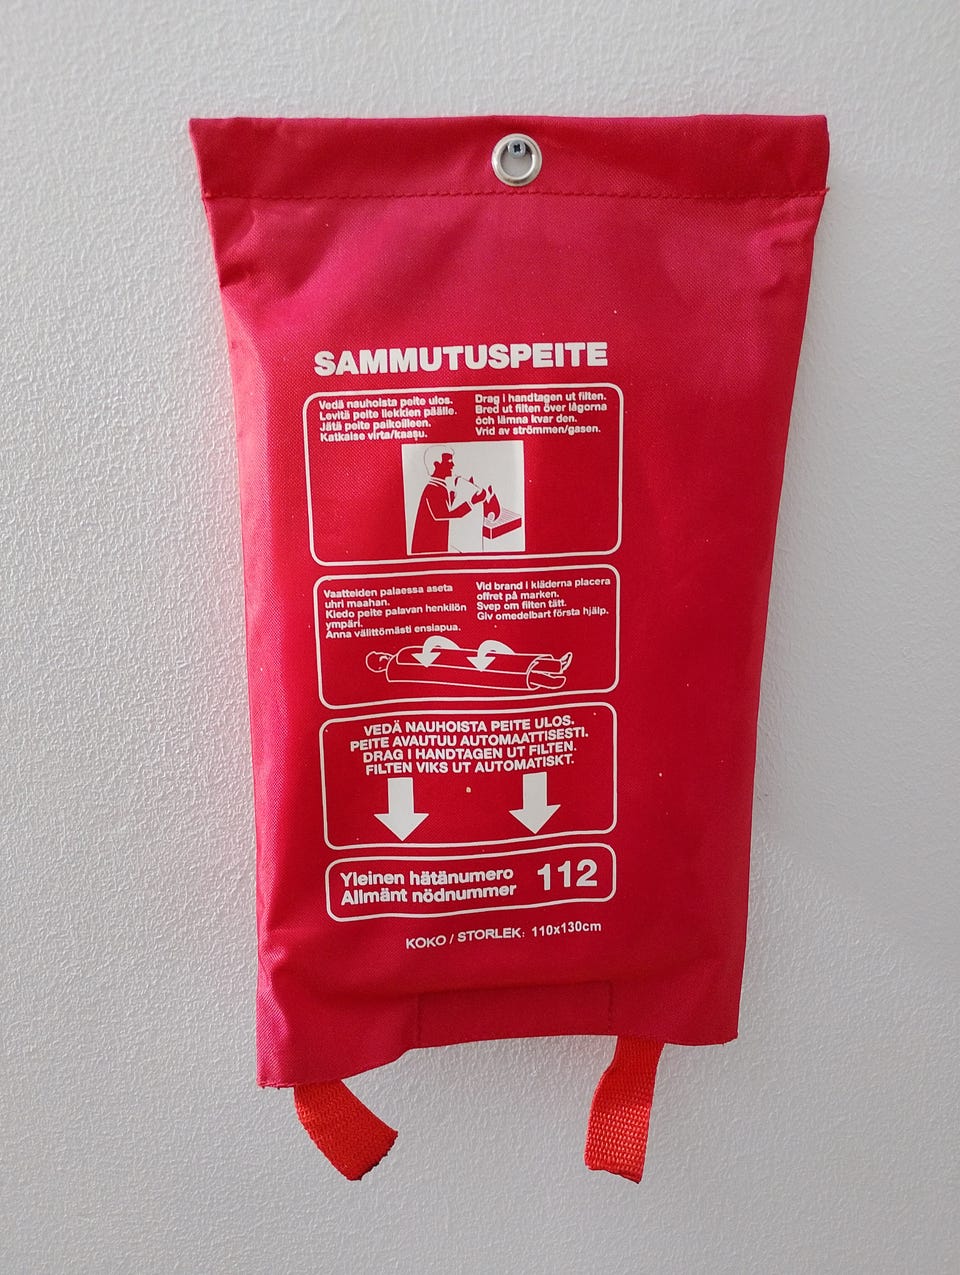 SAMMUTUSPEITE
Vedä nauhoista peite ulos.
Levitä peite liekkien päälle.
Jätä peite paikoilleen.
Katkaise virta/kaasu.
Drag i handtagen ut filten.
Bred ut filten över lågorna
och lämna kvar den.
Vrid av strömmen/gasen.
Vaatteiden palaessa aseta
uhri maahan.
Kiedo peite palavan henkilön
ympäri.
Anna välittömästi ensiapua.
Vid brand i kläderna placera
offret på marken.
Svep om filten tätt.
Giv omedelbart första hjälp.
VEDÄ NAUHOISTA PEITE ULOS.
PEITE AVAUTUU AUTOMAATTISESTI.
DRAG I HANDTAGEN UT FILTEN.
FILTEN VIKS UT AUTOMATISKT.
Yleinen hätänumero
Allmänt nödnummer
112
KOKO / STORLEK: 110x130cm